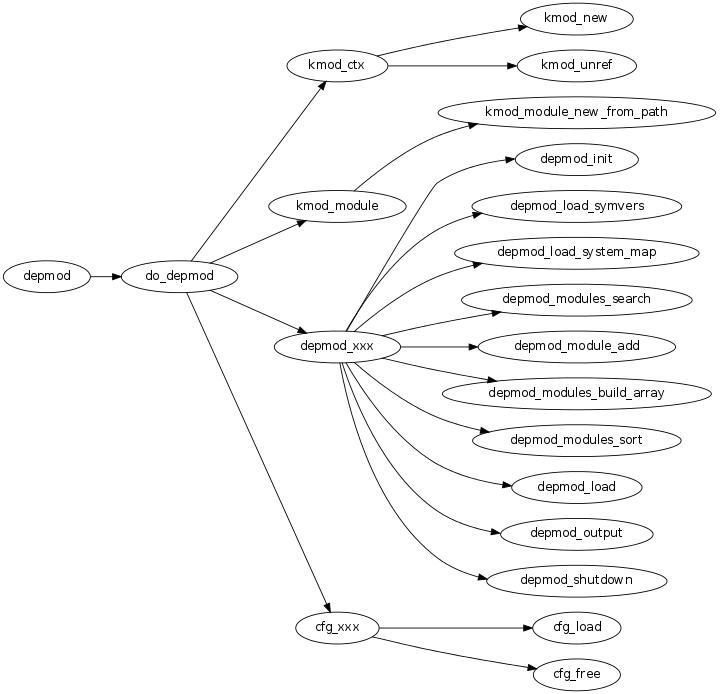 kmod_new
kmod_ctx
kmod_unref
kmod_module_new_from_path
depmod_init
kmod_module
depmod_load_symvers
depmod_load_system_map
depmod
do_depmod
depmod_modules_search
depmod_xxx
depmod_module_add
depmod_modules_build_array
depmod_modules_sort
depmod_load
depmod_output
depmod_shutdown
cfg_xxx
cfg_load
cfg_free